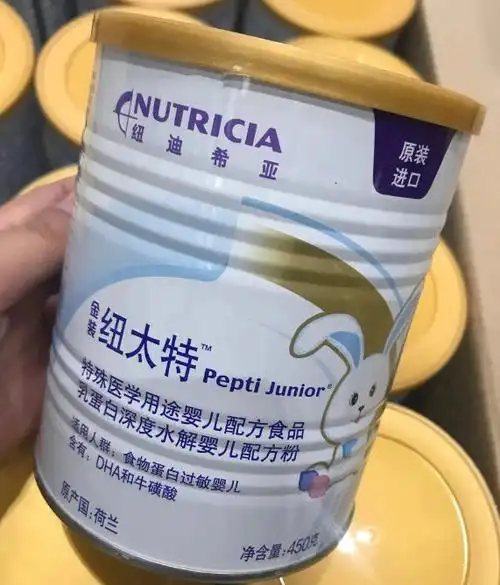 NUTRICIA
纽迪希亚
原装
进口
金装 纽太特™ Pepti Junior®
特殊医学用途婴儿配方食品
乳蛋白深度水解婴儿配方粉
适用人群：食物蛋白过敏婴儿
含有：DHA和牛磺酸
原产国:荷兰
净含量:450克